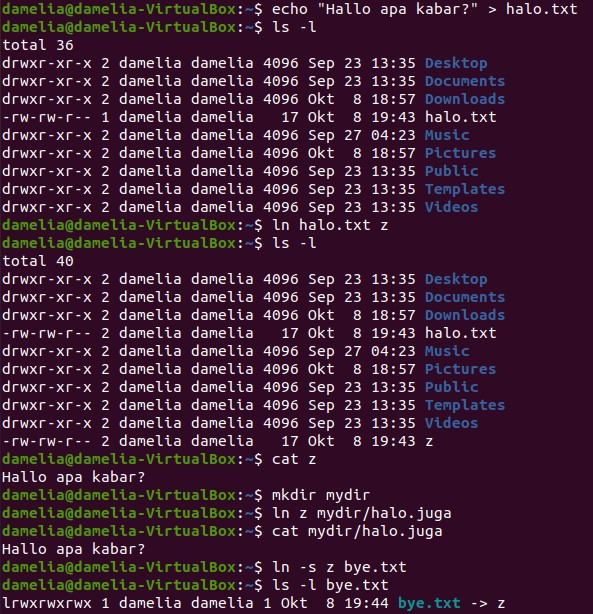 damelia@damelia-VirtualBox:~$ echo "Hallo apa kabar?" > halo.txt
damelia@damelia-VirtualBox:~$ ls -l
total 36
drwxr-xr-x 2 damelia damelia 4096 Sep 23 13:35 Desktop
drwxr-xr-x 2 damelia damelia 4096 Sep 23 13:35 Documents
drwxr-xr-x 2 damelia damelia 4096 Okt  8 18:57 Downloads
-rw-rw-r-- 1 damelia damelia   17 Okt  8 19:43 halo.txt
drwxr-xr-x 2 damelia damelia 4096 Sep 27 04:23 Music
drwxr-xr-x 2 damelia damelia 4096 Okt  8 18:57 Pictures
drwxr-xr-x 2 damelia damelia 4096 Sep 23 13:35 Public
drwxr-xr-x 2 damelia damelia 4096 Sep 23 13:35 Templates
drwxr-xr-x 2 damelia damelia 4096 Sep 23 13:35 Videos
damelia@damelia-VirtualBox:~$ ln halo.txt z
damelia@damelia-VirtualBox:~$ ls -l
total 40
drwxr-xr-x 2 damelia damelia 4096 Sep 23 13:35 Desktop
drwxr-xr-x 2 damelia damelia 4096 Sep 23 13:35 Documents
drwxr-xr-x 2 damelia damelia 4096 Okt  8 18:57 Downloads
-rw-rw-r-- 2 damelia damelia   17 Okt  8 19:43 halo.txt
drwxr-xr-x 2 damelia damelia 4096 Sep 27 04:23 Music
drwxr-xr-x 2 damelia damelia 4096 Okt  8 18:57 Pictures
drwxr-xr-x 2 damelia damelia 4096 Sep 23 13:35 Public
drwxr-xr-x 2 damelia damelia 4096 Sep 23 13:35 Templates
drwxr-xr-x 2 damelia damelia 4096 Sep 23 13:35 Videos
-rw-rw-r-- 2 damelia damelia   17 Okt  8 19:43 z
damelia@damelia-VirtualBox:~$ cat z
Hallo apa kabar?
damelia@damelia-VirtualBox:~$ mkdir mydir
damelia@damelia-VirtualBox:~$ ln z mydir/halo.juga
damelia@damelia-VirtualBox:~$ cat mydir/halo.juga
Hallo apa kabar?
damelia@damelia-VirtualBox:~$ ln -s z bye.txt
damelia@damelia-VirtualBox:~$ ls -l bye.txt
lrwxrwxrwx 1 damelia damelia 1 Okt  8 19:44 bye.txt -> z